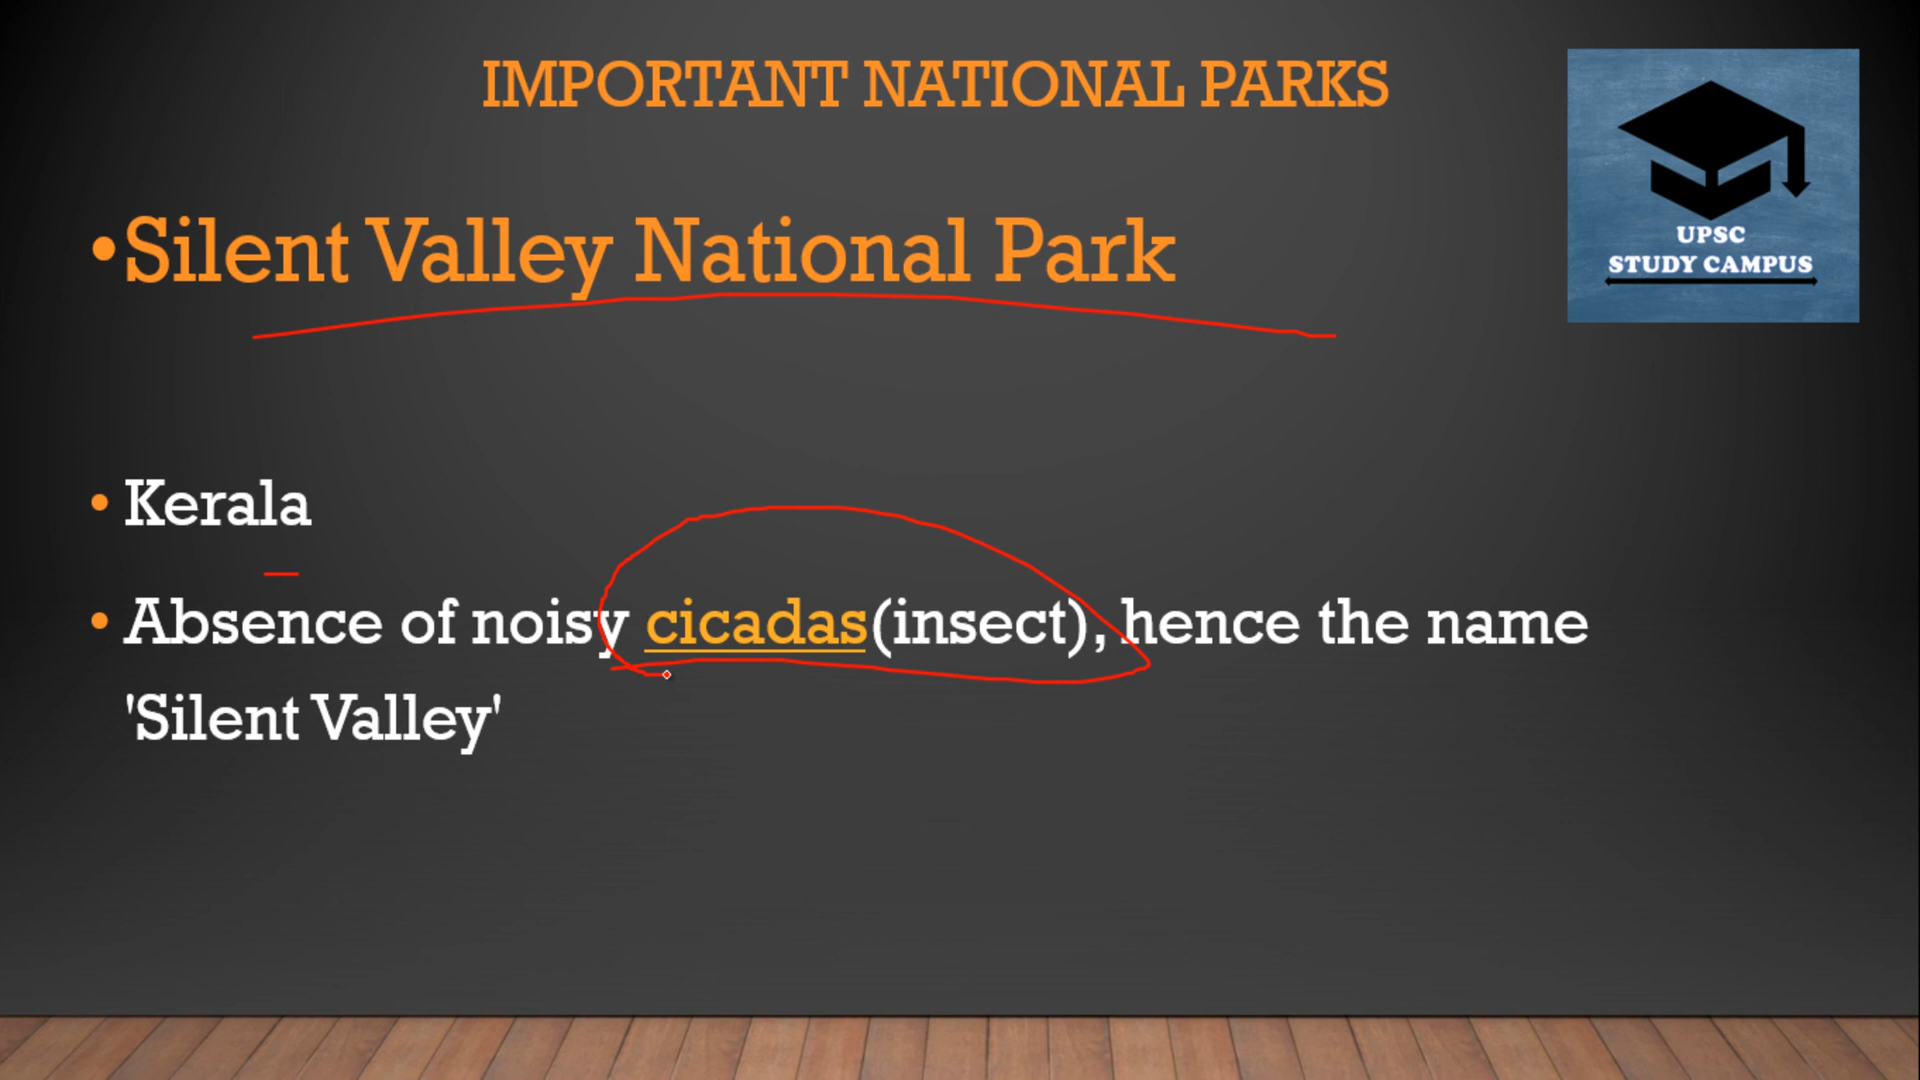 IMPORTANT NATIONAL PARKS
UPSC
STUDY CAMPUS
•Silent Valley National Park
• Kerala
• Absence of noisy cicadas(insect), hence the name
'Silent Valley'